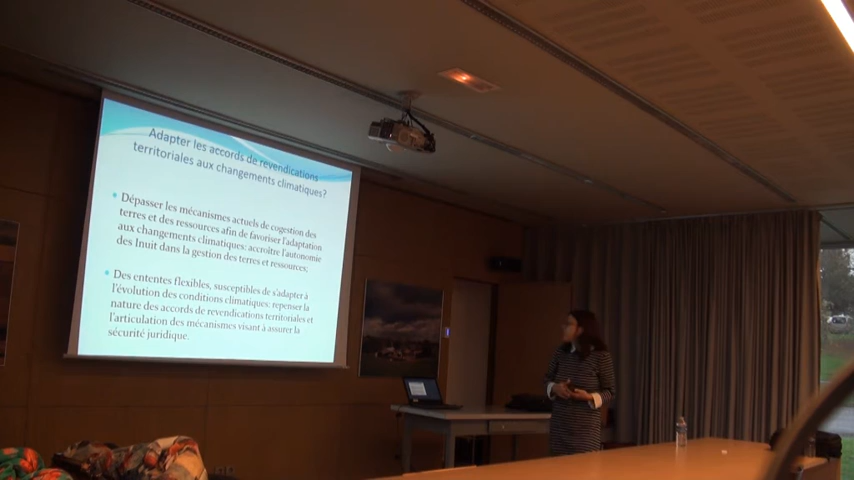 Adapter les accords de revendications
territoriales aux changements climatiques?
Dépasser les mécanismes actuels de cogestion des
terres et des ressources afin de favoriser l'adaptation
aux changements climatiques: accroître l'autonomie
des Inuit dans la gestion des terres et ressources;
Des ententes flexibles, susceptibles de s'adapter à
l'évolution des conditions climatiques: repenser la
nature des accords de revendications territoriales et
l'articulation des mécanismes visant à assurer la
sécurité juridique.